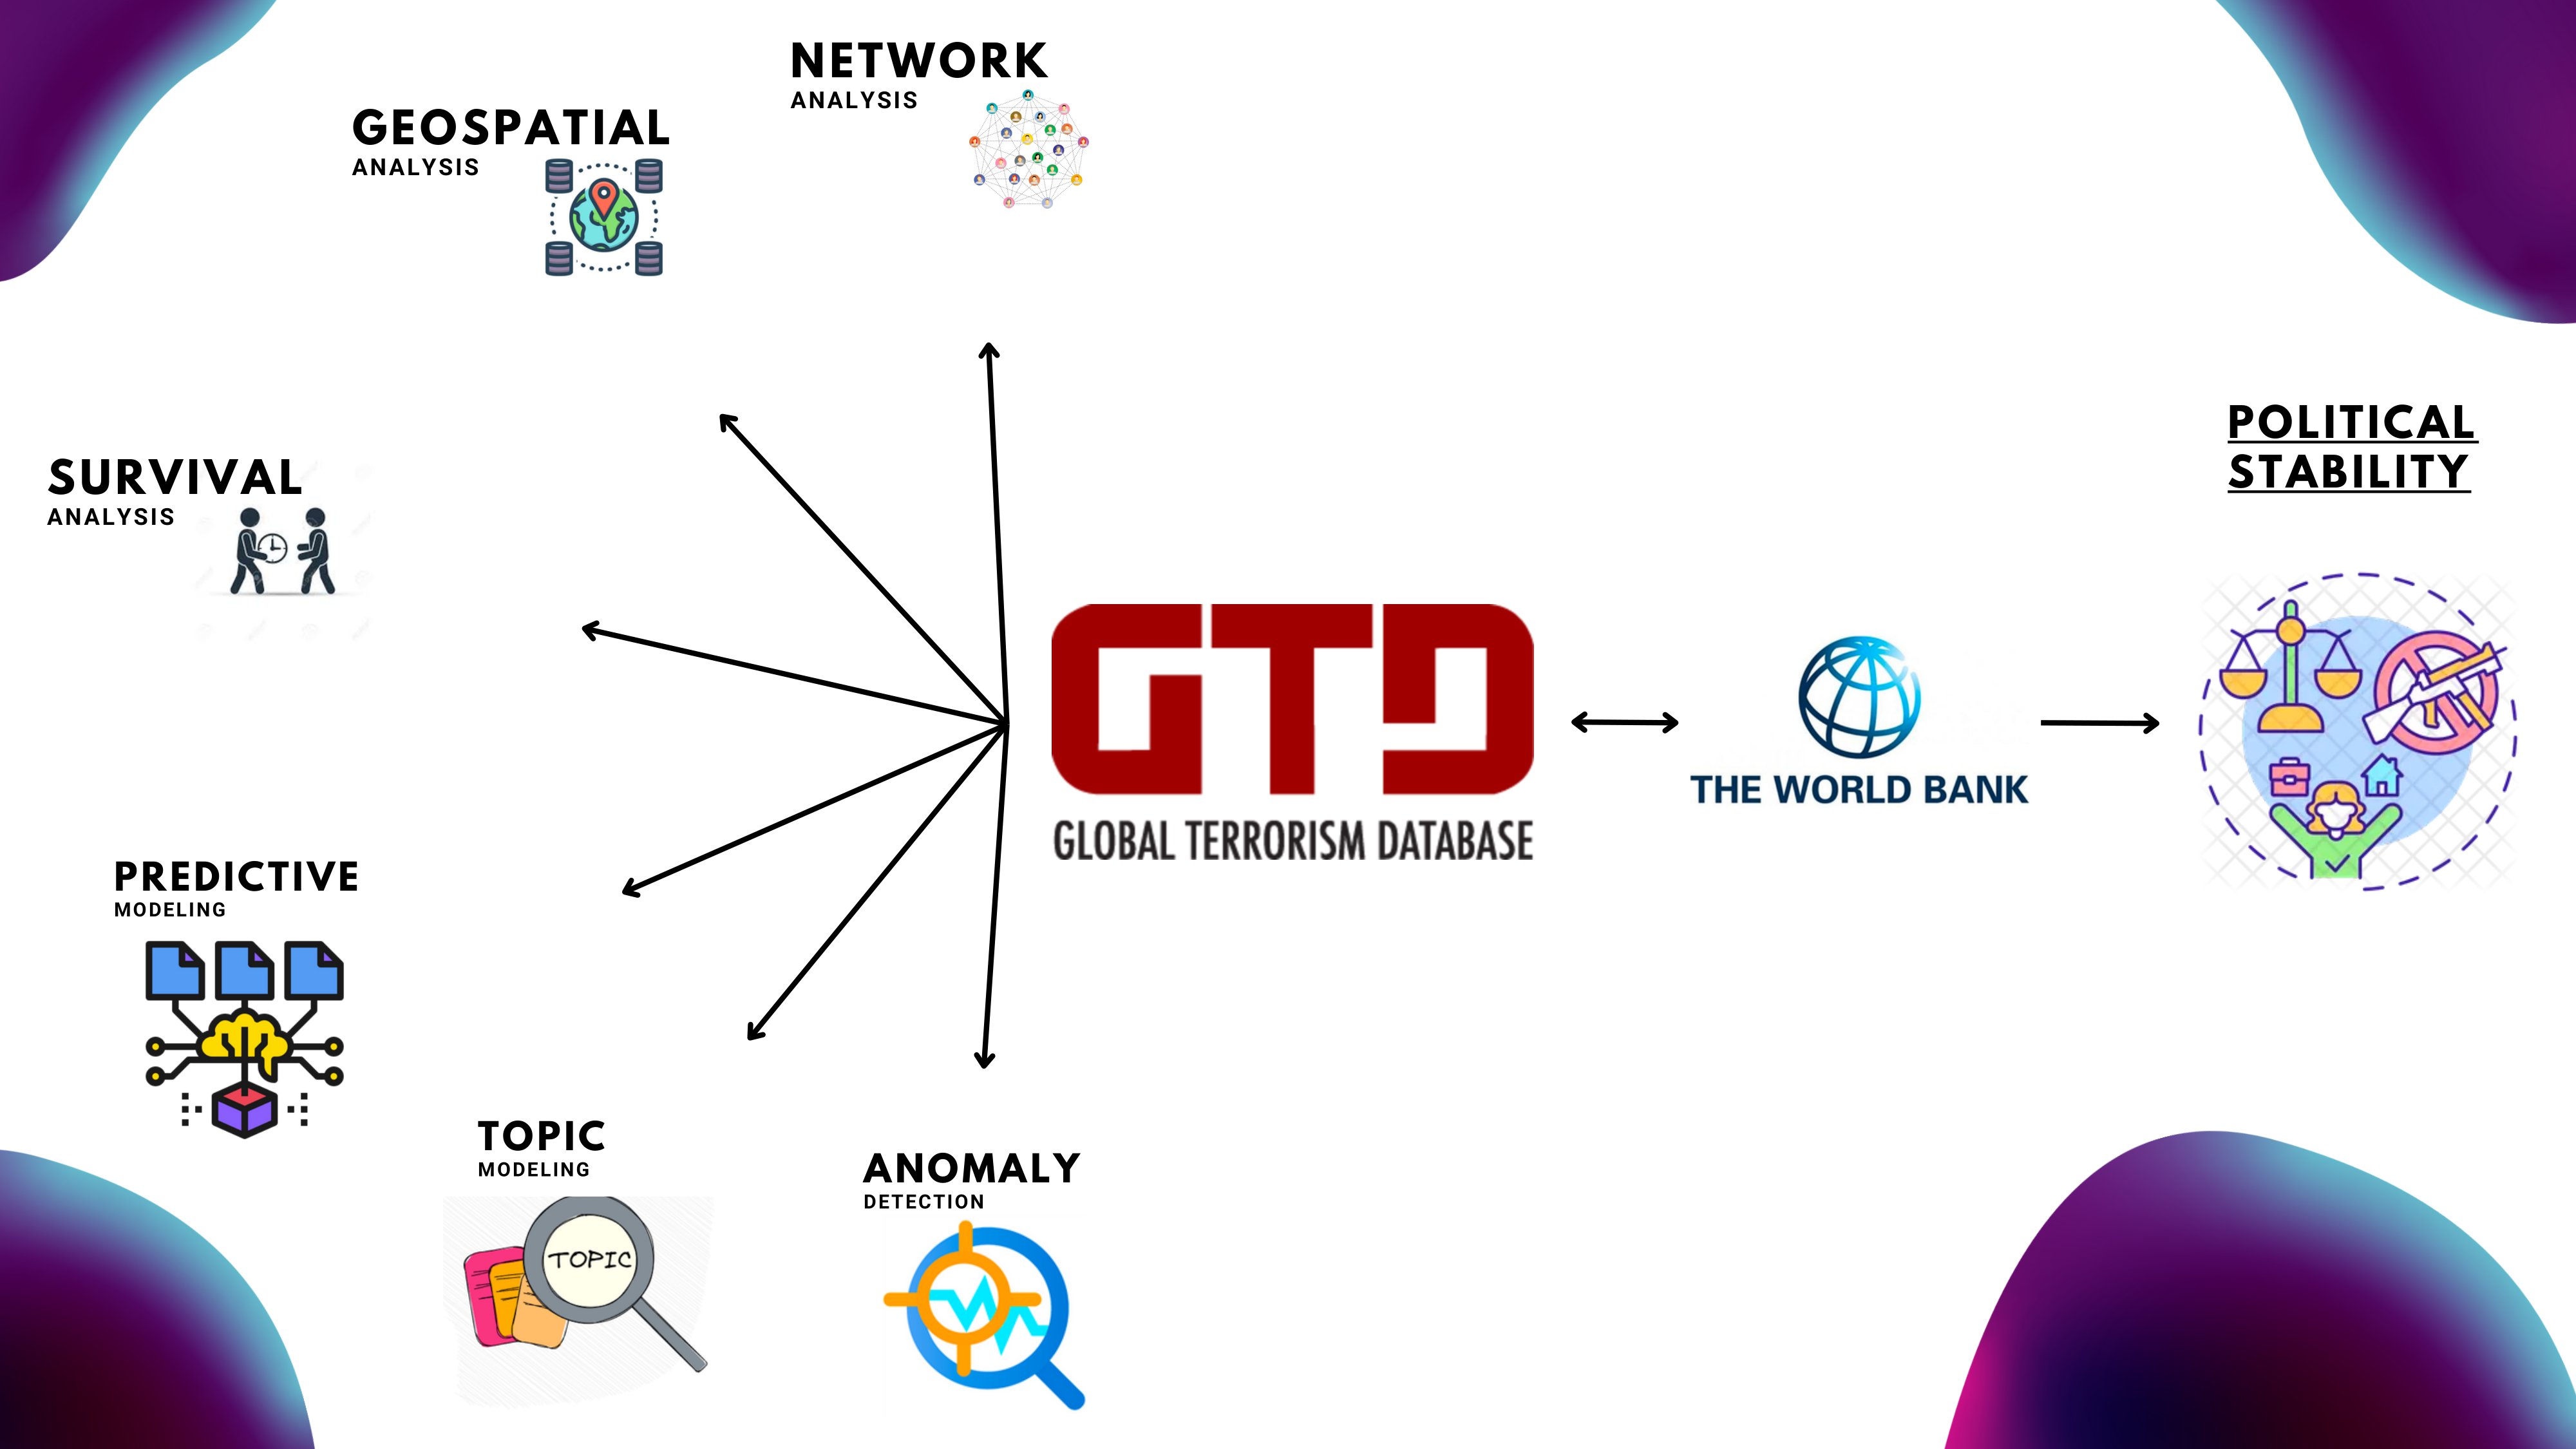 NETWORK
ANALYSIS
GEOSPATIAL
ANALYSIS
SURVIVAL
ANALYSIS
PREDICTIVE
MODELING
TOPIC
MODELING
TOPIC
ANOMALY
DETECTION
GTD
GLOBAL TERRORISM DATABASE
THE WORLD BANK
POLITICAL
STABILITY